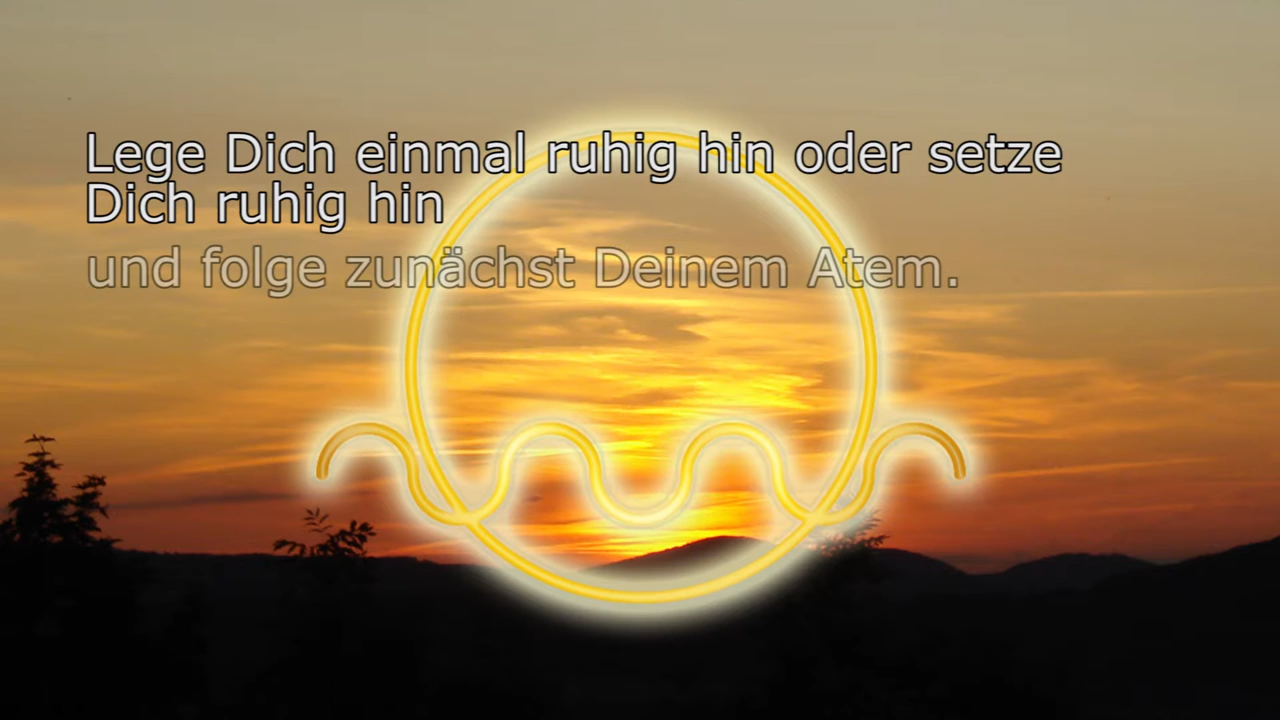 Lege Dich einmal ruhig hin oder setze
Dich ruhig hin
und folge zunächst Deinem Atem.